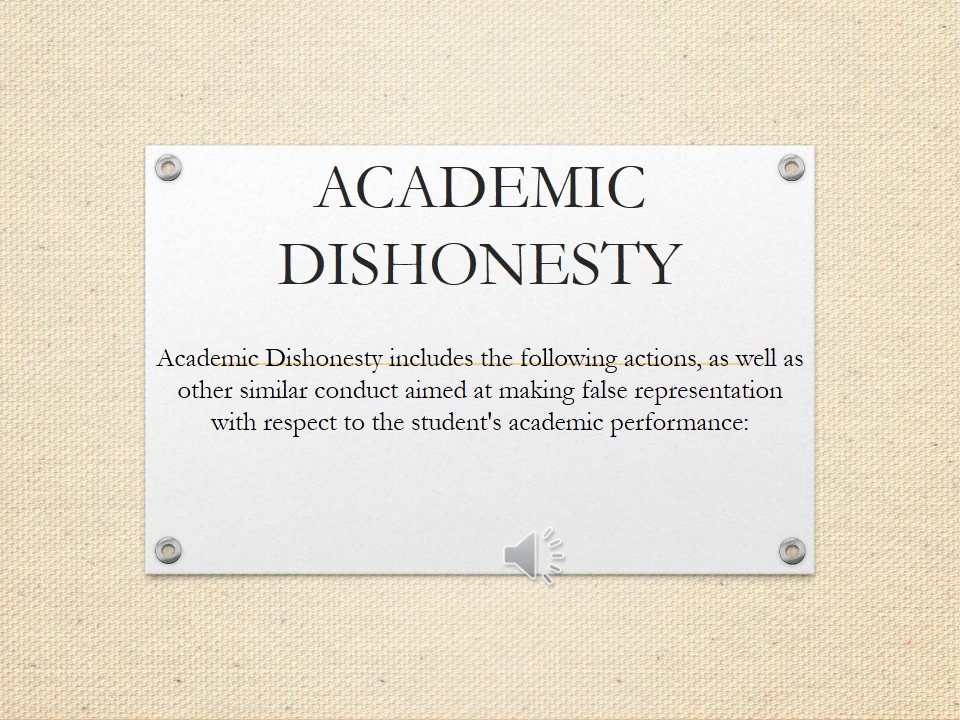 ACADEMIC
DISHONESTY
Academic Dishonesty includes the following actions, as well as
other similar conduct aimed at making false representation
with respect to the student's academic performance: